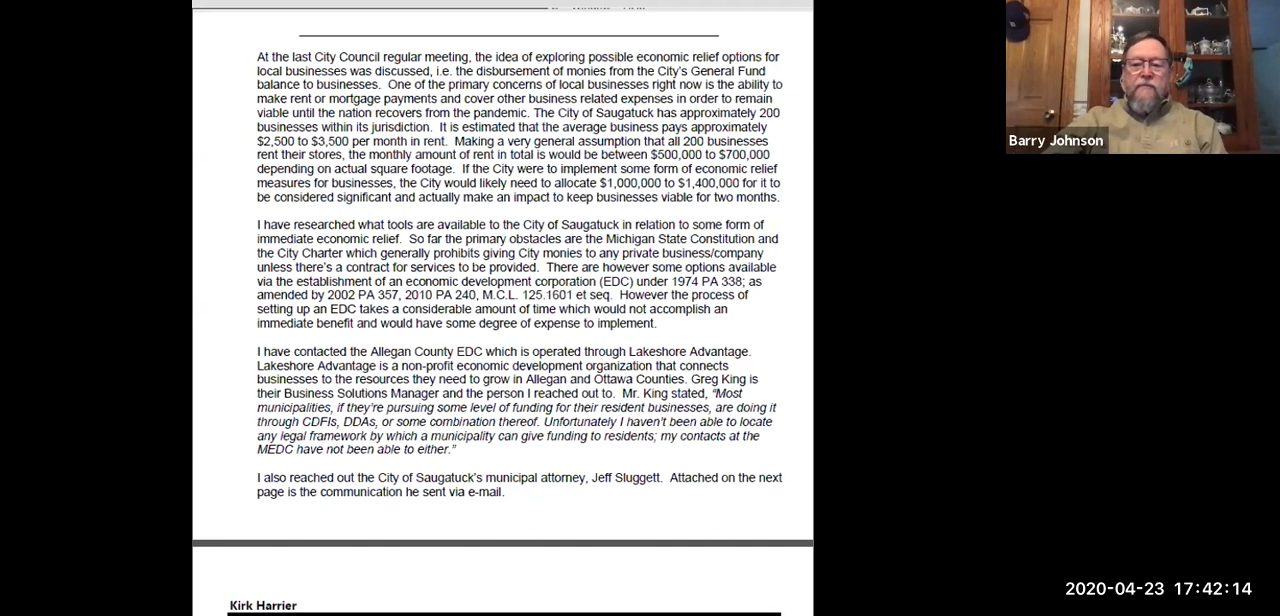 At the last City Council regular meeting, the idea of exploring possible economic relief options for
local businesses was discussed, i.e. the disbursement of monies from the City's General Fund
balance to businesses. One of the primary concerns of local businesses right now is the ability to
make rent or mortgage payments and cover other business related expenses in order to remain
viable until the nation recovers from the pandemic. The City of Saugatuck has approximately 200
businesses within its jurisdiction. It is estimated that the average business pays approximately
$2,500 to $3,500 per month in rent. Making a very general assumption that all 200 businesses
rent their stores, the monthly amount of rent in total is would be between $500,000 to $700,000
depending on actual square footage. If the City were to implement some form of economic relief
measures for businesses, the City would likely need to allocate $1,000,000 to $1,400,000 for it to
be considered significant and actually make an impact to keep businesses viable for two months.
I have researched what tools are available to the City of Saugatuck in relation to some form of
immediate economic relief. So far the primary obstacles are the Michigan State Constitution and
the City Charter which generally prohibits giving City monies to any private business/company
unless there's a contract for services to be provided. There are however some options available
via the establishment of an economic development corporation (EDC) under 1974 PA 338; as
amended by 2002 PA 357, 2010 PA 240, M.C.L. 125.1601 et seq. However the process of
setting up an EDC takes a considerable amount of time which would not accomplish an
immediate benefit and would have some degree of expense to implement.
I have contacted the Allegan County EDC which is operated through Lakeshore Advantage.
Lakeshore Advantage is a non-profit economic development organization that connects
businesses to the resources they need to grow in Allegan and Ottawa Counties. Greg King is
their Business Solutions Manager and the person I reached out to. Mr. King stated, "Most
municipalities, if they're pursuing some level of funding for their resident businesses, are doing it
through CDFIs, DDAs, or some combination thereof. Unfortunately I haven't been able to locate
any legal framework by which a municipality can give funding to residents; my contacts at the
MEDC have not been able to either."
I also reached out the City of Saugatuck's municipal attorney, Jeff Sluggett. Attached on the next
page is the communication he sent via e-mail.
Kirk Harrier
Barry Johnson
2020-04-23 17:42:14